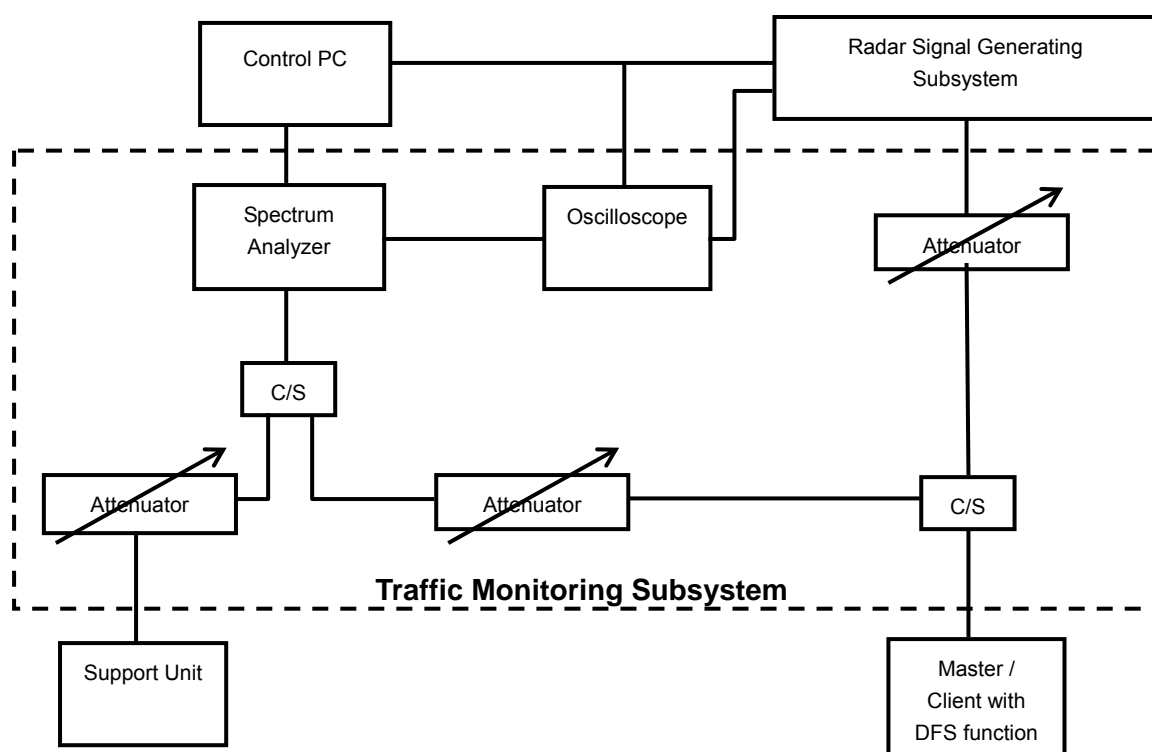 Control PC
Radar Signal Generating
Subsystem
Spectrum
Analyzer
Oscilloscope
Attenuator
C/S
Attenuator
Attenuator
C/S
Traffic Monitoring Subsystem
Support Unit
Master /
Client with
DFS function